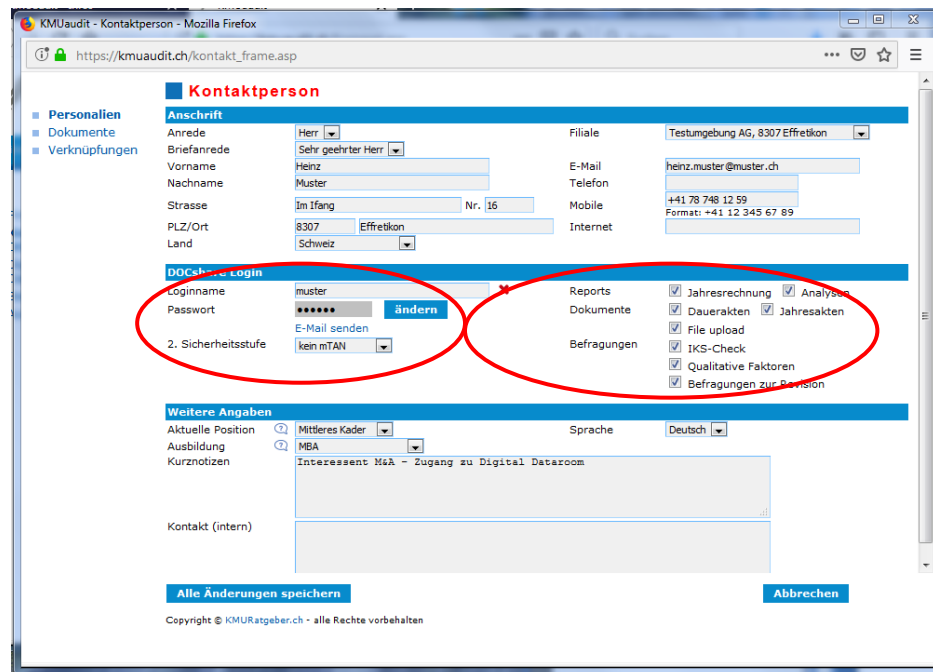 KMUaudit - Kontaktperson - Mozilla Firefox
https://kmuaudit.ch/kontakt_frame.asp
Kontaktperson
Personalien
Dokumente
Verknüpfungen
Anschrift
Anrede Herr Filiale Testumgebung AG, 8307 Effretikon
Briefanrede Sehr geehrter Herr
Vorname Heinz E-Mail heinz.muster@muster.ch
Nachname Muster Telefon
Strasse Im Ifang Nr. 16 Mobile +41 78 748 12 59
Format: +41 12 345 67 89
PLZ/Ort 8307 Effretikon Internet
Land Schweiz
DOCshare Login
Loginname muster Reports Jahresrechnung Analysen
Passwort •••••• ändern Dokumente Dauerakten Jahresakten
E-Mail senden File upload
2. Sicherheitsstufe kein mTAN Befragungen IKS-Check
Qualitative Faktoren
Befragungen zur Revision
Weitere Angaben
Aktuelle Position Mittleres Kader Sprache Deutsch
Ausbildung MBA
Kurznotizen Interessent M&A - Zugang zu Digital Dataroom
Kontakt (intern)
Alle Änderungen speichern Abbrechen
Copyright © KMURatgeber.ch - alle Rechte vorbehalten